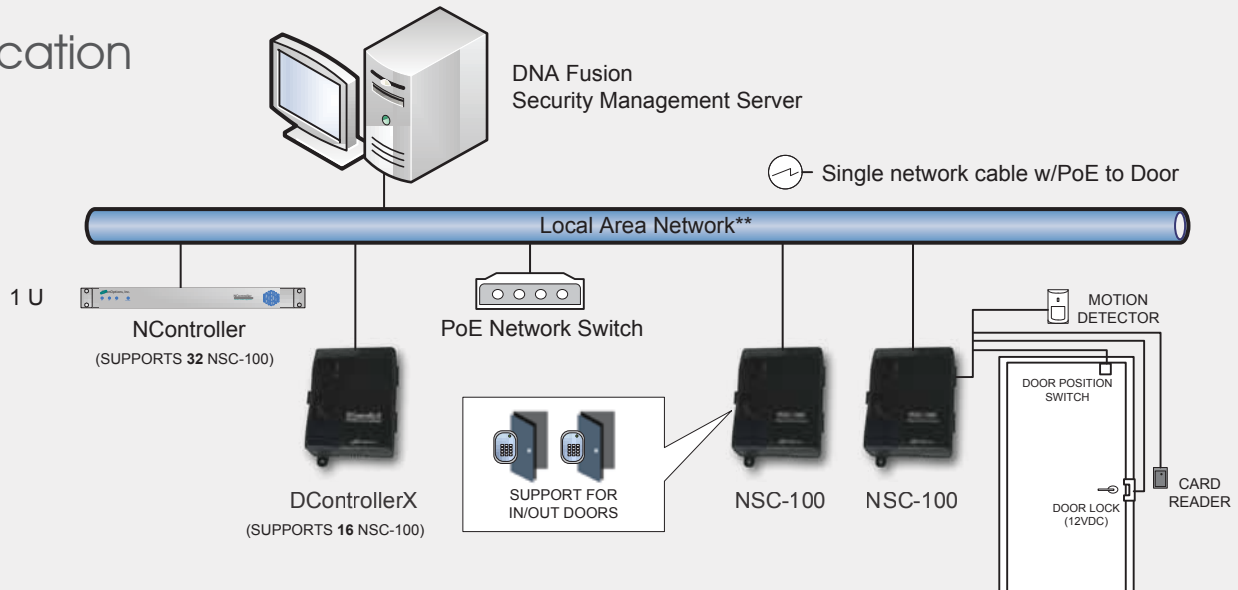 cation
DNA Fusion
Security Management Server
Single network cable w/PoE to Door
Local Area Network**
1 U
NController
(SUPPORTS 32 NSC-100)
PoE Network Switch
MOTION
DETECTOR
DOOR POSITION
SWITCH
SUPPORT FOR
IN/OUT DOORS
DControllerX
(SUPPORTS 16 NSC-100)
NSC-100
NSC-100
DOOR LOCK
(12VDC)
CARD
READER